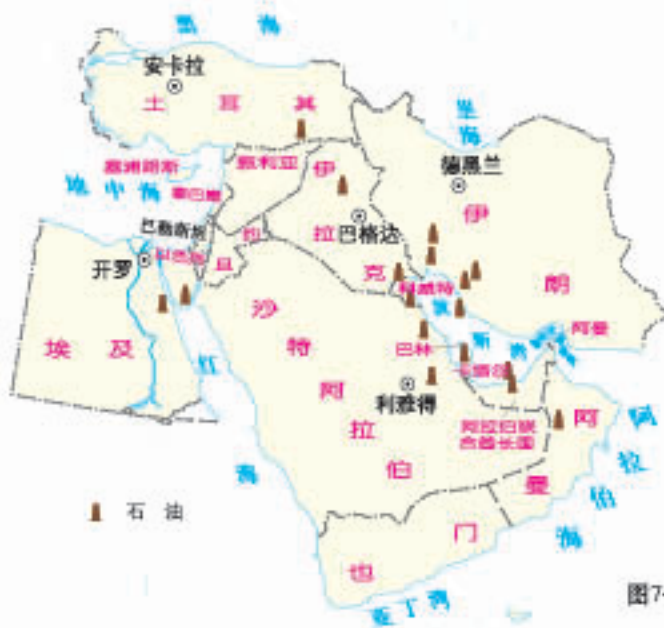 黑海
安卡拉
土耳其
里海
塞浦路斯
叙利亚
伊拉克
德黑兰
地中海
黎巴嫩
伊朗
巴勒斯坦
约旦
巴格达
以色列
开罗
科威特
波斯湾
阿曼
埃及
沙特阿拉伯
巴林
卡塔尔
红海
利雅得
阿拉伯联
合酋长国
阿曼
阿拉伯海
石油
也门
亚丁湾
图7-